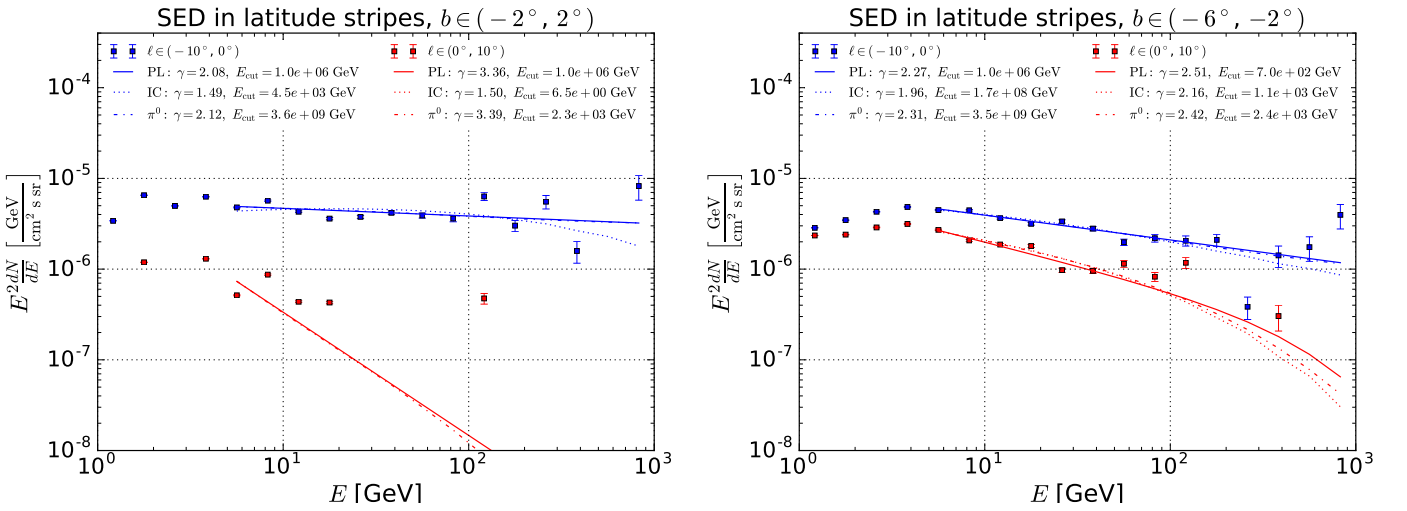 SED in latitude stripes, b ∈ (−2°, 2°)
ℓ ∈ (−10°, 0°)
PL: γ = 2.08, E_cut = 1.0e+06 GeV
IC: γ = 1.49, E_cut = 4.5e+03 GeV
π⁰: γ = 2.12, E_cut = 3.6e+09 GeV
ℓ ∈ (0°, 10°)
PL: γ = 3.36, E_cut = 1.0e+06 GeV
IC: γ = 1.50, E_cut = 6.5e+00 GeV
π⁰: γ = 3.39, E_cut = 2.3e+03 GeV
10⁻⁴
10⁻⁵
10⁻⁶
10⁻⁷
10⁻⁸
E² dN/dE [GeV/cm² s sr]
10⁰ 10¹ 10² 10³
E [GeV]
SED in latitude stripes, b ∈ (−6°, −2°)
ℓ ∈ (−10°, 0°)
PL: γ = 2.27, E_cut = 1.0e+06 GeV
IC: γ = 1.96, E_cut = 1.7e+08 GeV
π⁰: γ = 2.31, E_cut = 3.5e+09 GeV
ℓ ∈ (0°, 10°)
PL: γ = 2.51, E_cut = 7.0e+02 GeV
IC: γ = 2.16, E_cut = 1.1e+03 GeV
π⁰: γ = 2.42, E_cut = 2.4e+03 GeV
10⁻⁴
10⁻⁵
10⁻⁶
10⁻⁷
10⁻⁸
E² dN/dE [GeV/cm² s sr]
10⁰ 10¹ 10² 10³
E [GeV]